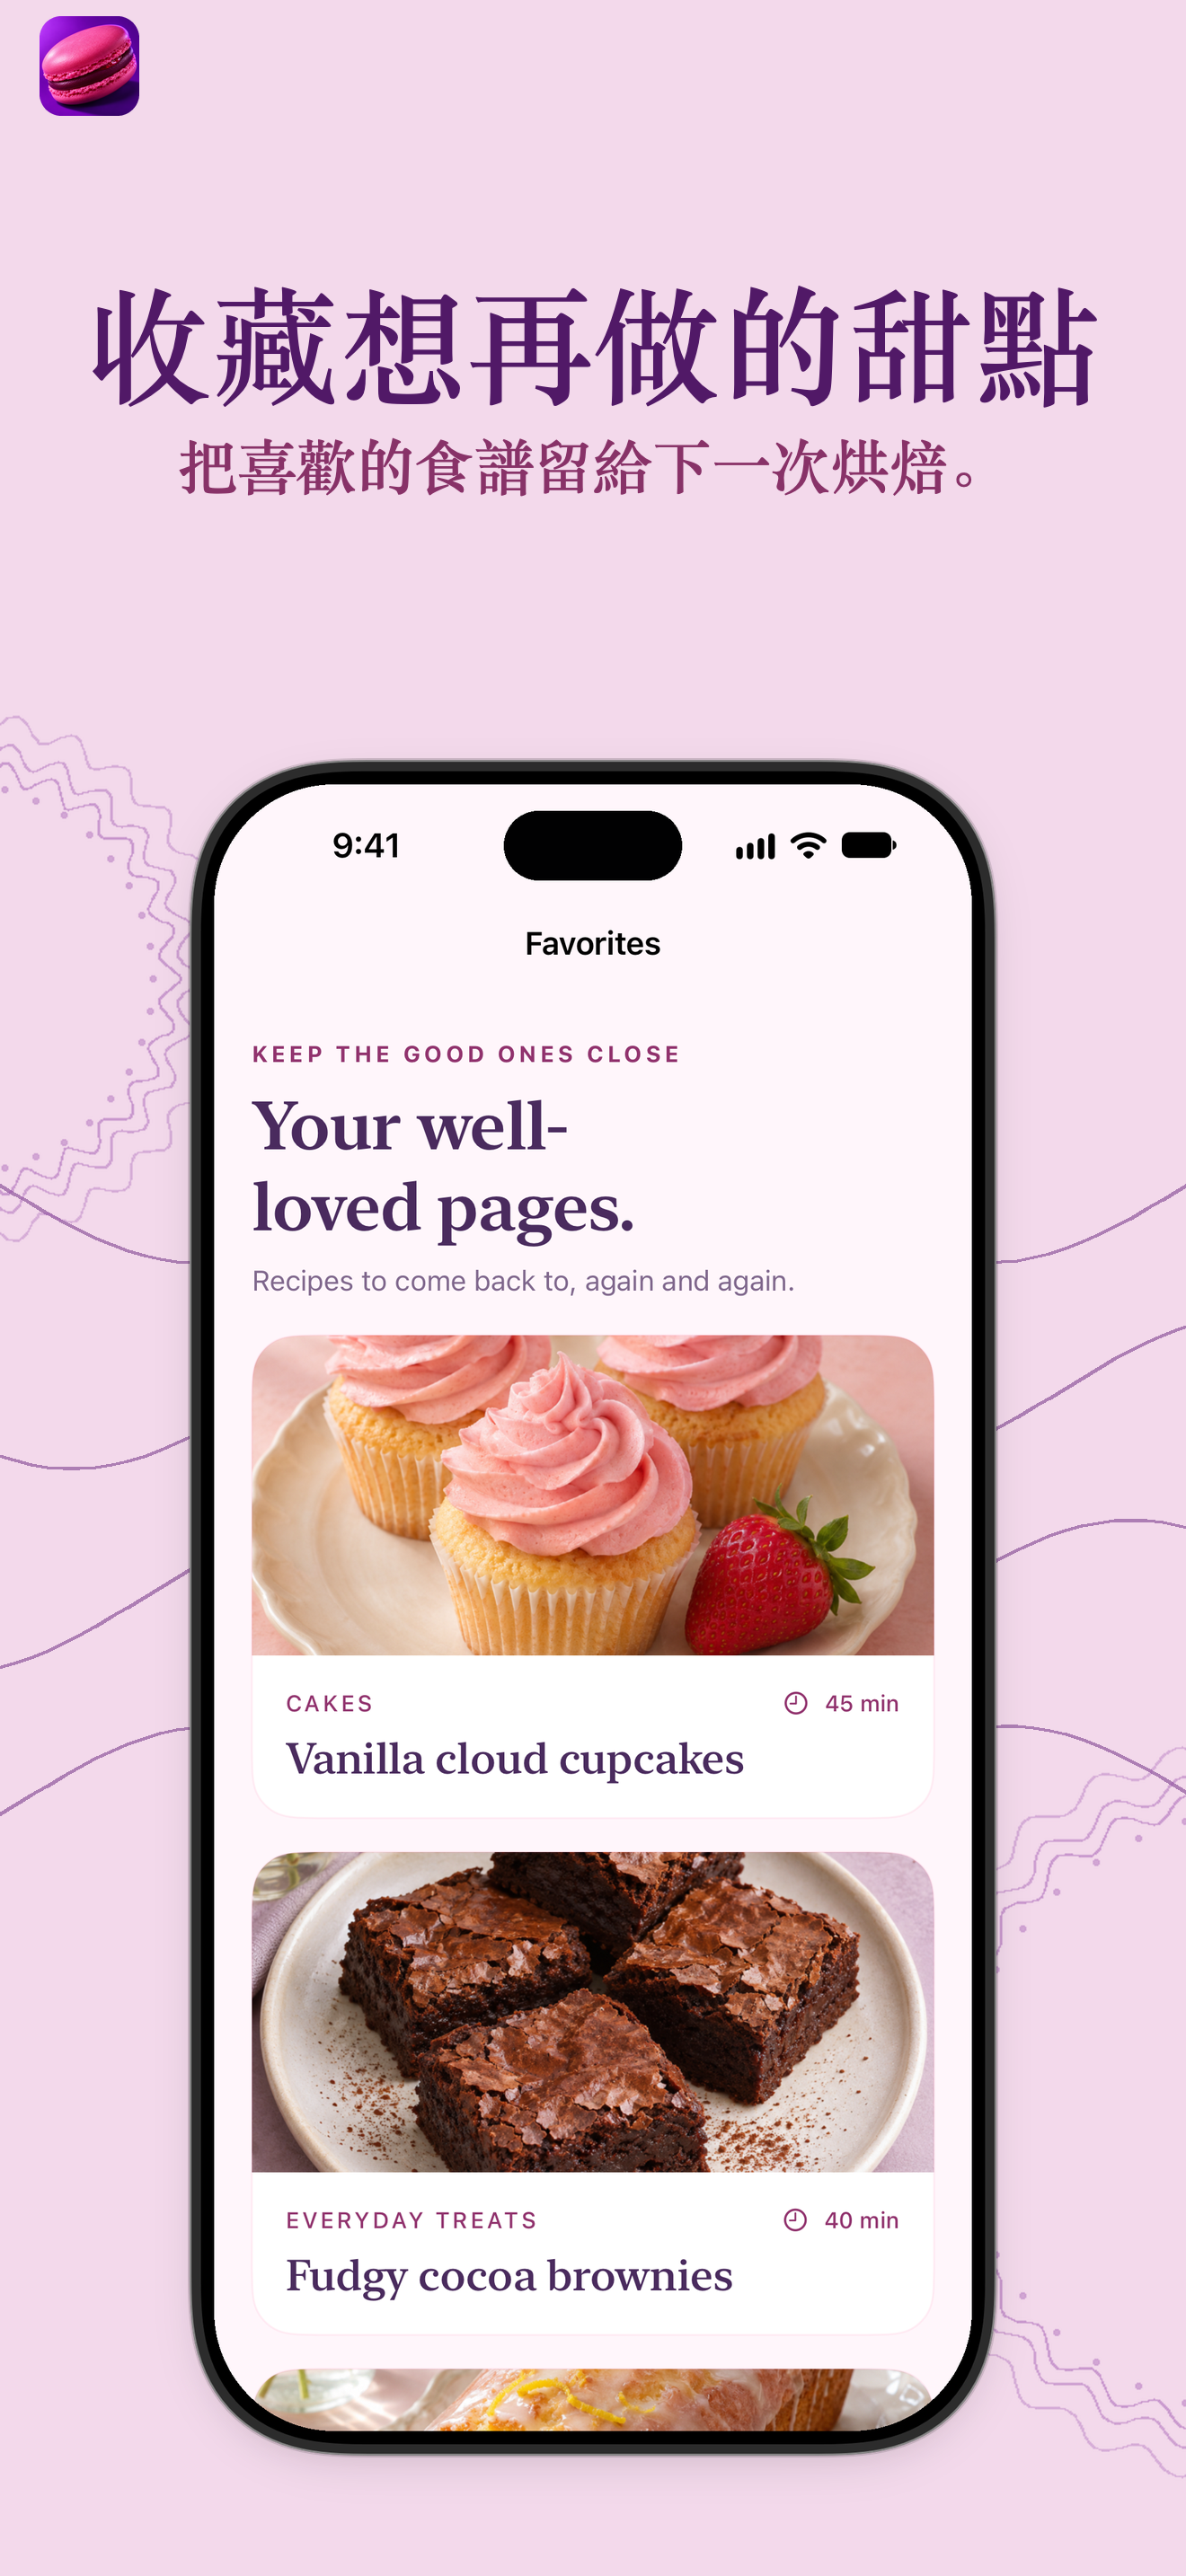 收藏想再做的甜點
把喜歡的食譜留給下一次烘焙。
9:41
Favorites
KEEP THE GOOD ONES CLOSE
Your well-
loved pages.
Recipes to come back to, again and again.
CAKES
45 min
Vanilla cloud cupcakes
EVERYDAY TREATS
40 min
Fudgy cocoa brownies